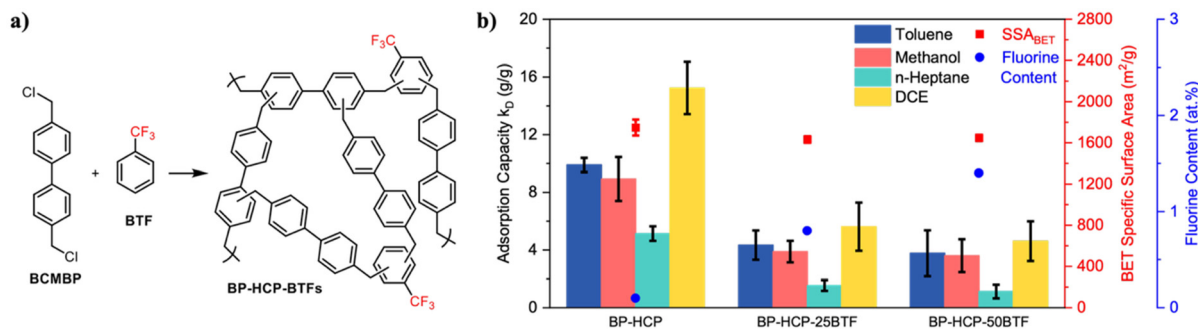 a)
Cl
Cl
BCMBP
+
CF3
BTF
F3C
CF3
BP-HCP-BTFs
b)
Adsorption Capacity kD (g/g)
20
16
12
8
4
0
Toluene
Methanol
n-Heptane
DCE
SSABET
Fluorine
Content
BP-HCP
BP-HCP-25BTF
BP-HCP-50BTF
2800
2400
2000
1600
1200
800
400
0
BET Specific Surface Area (m²/g)
3
2
1
0
Fluorine Content (at.%)